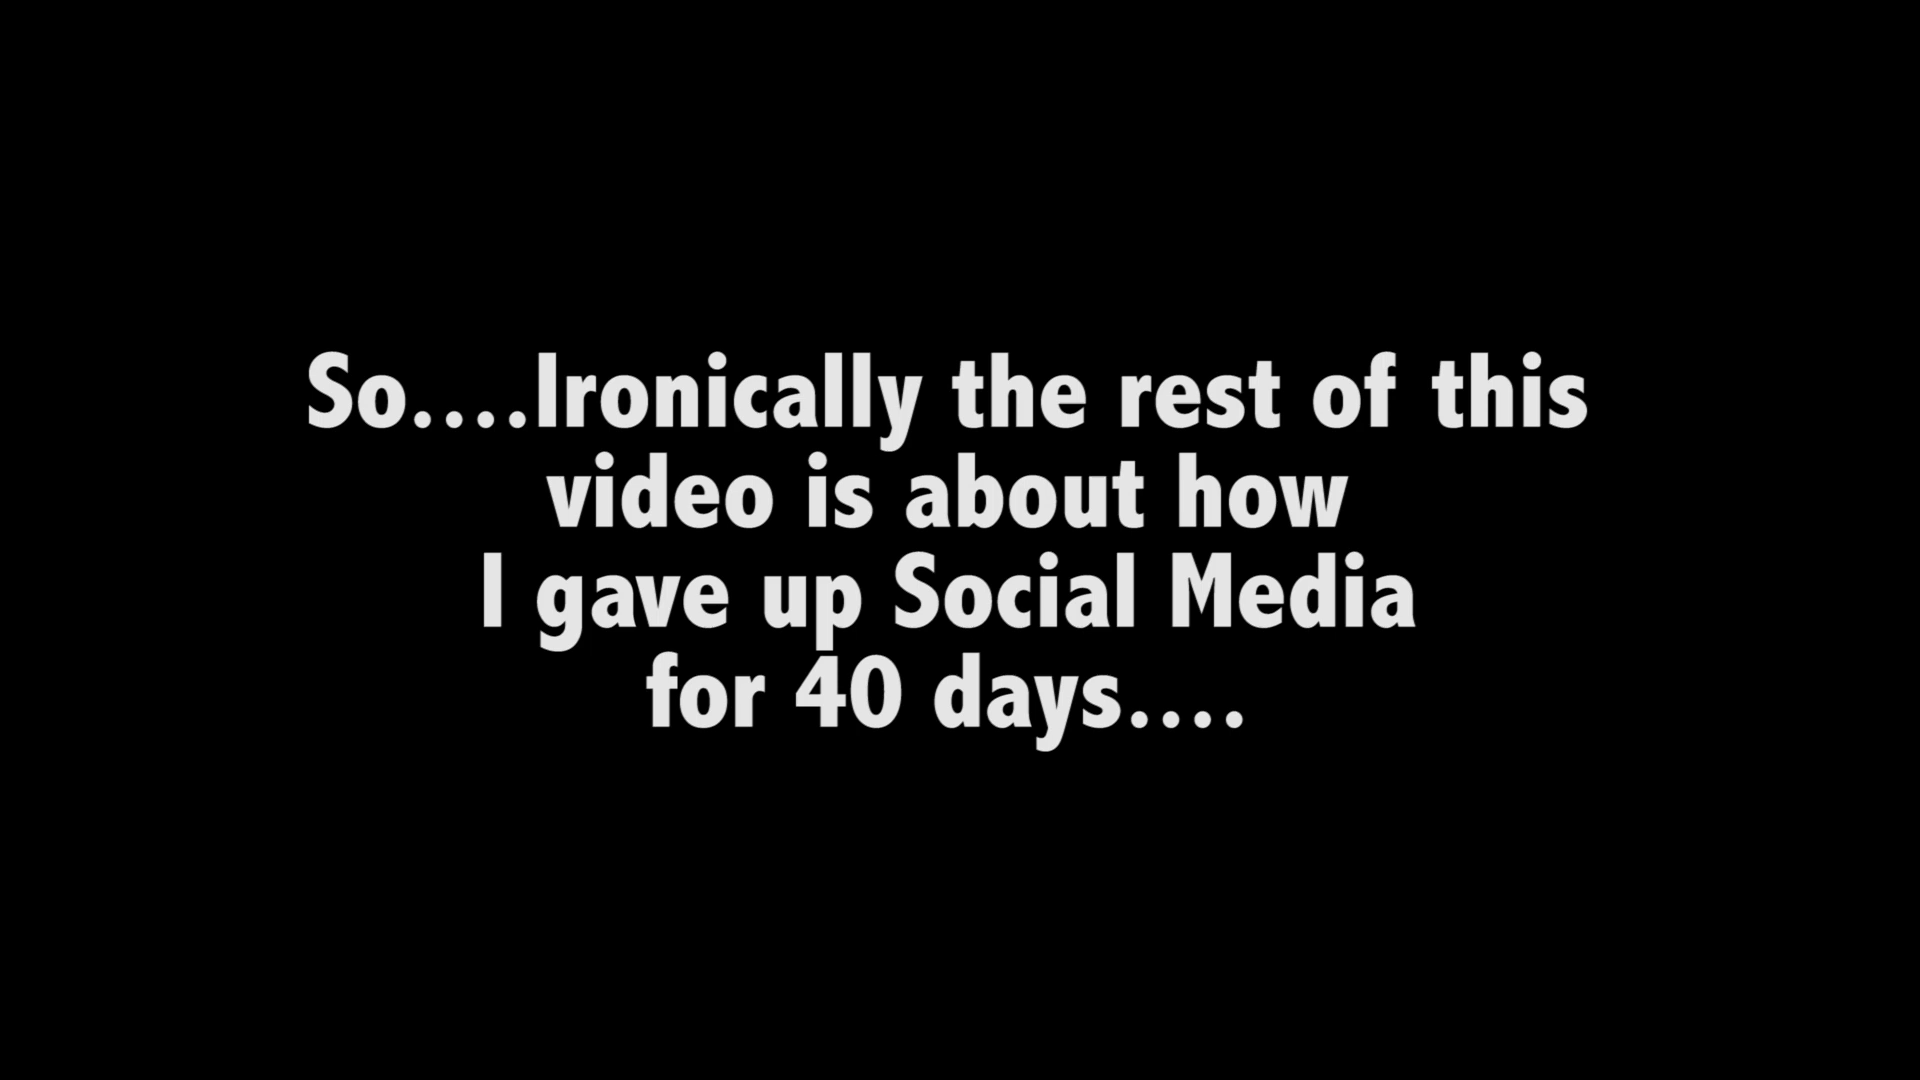 So....Ironically the rest of this
video is about how
I gave up Social Media
for 40 days....